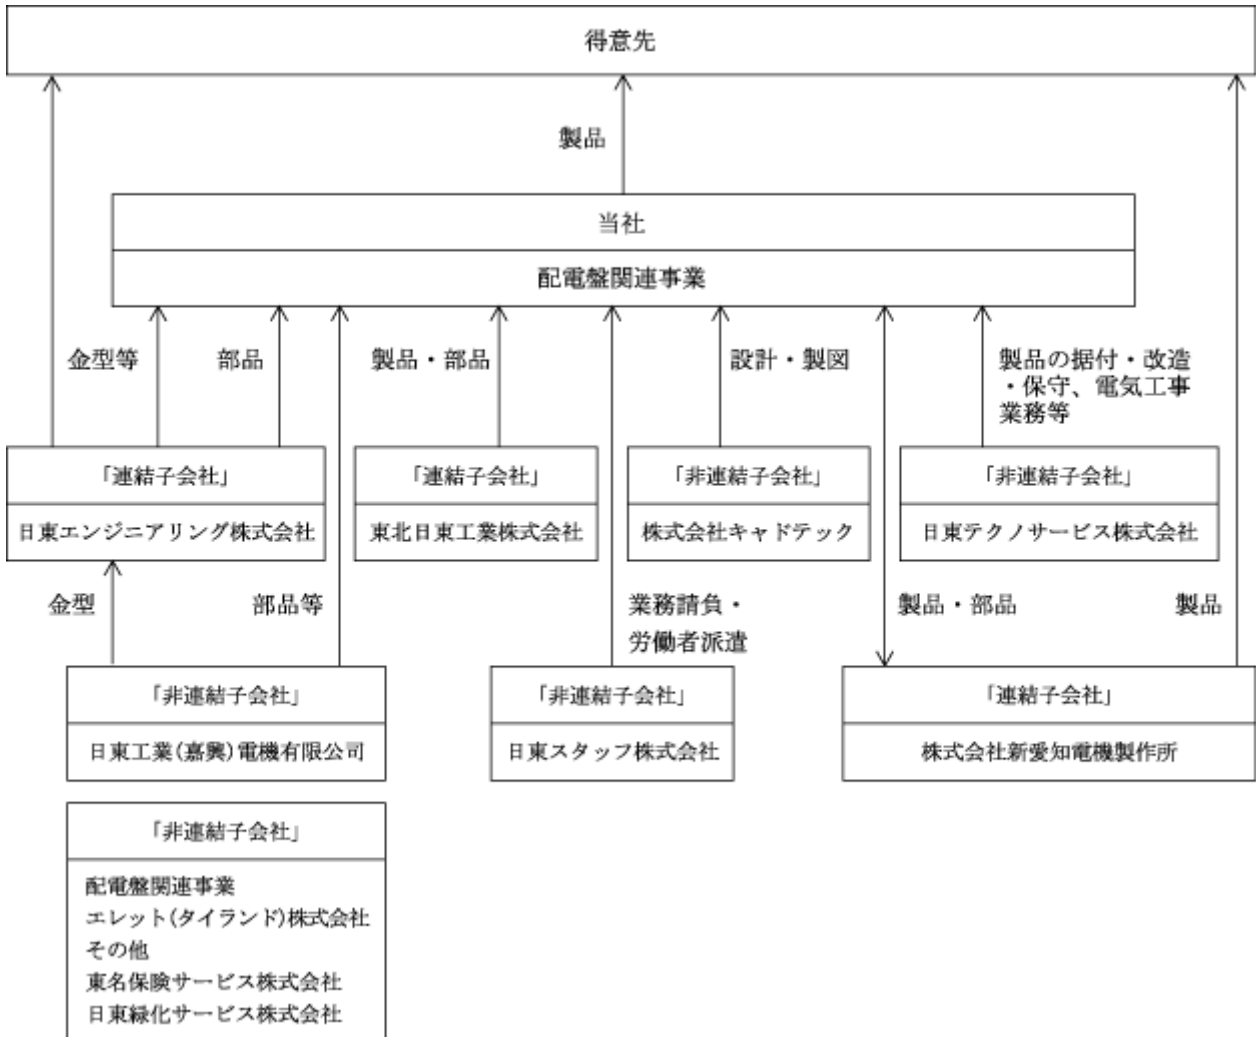 得意先
製品
当社
配電盤関連事業
金型等
部品
製品・部品
設計・製図
製品の据付・改造
・保守、電気工事
業務等
「連結子会社」
日東エンジニアリング株式会社
「連結子会社」
東北日東工業株式会社
「非連結子会社」
株式会社キャドテック
「非連結子会社」
日東テクノサービス株式会社
金型
部品等
業務請負・
労働者派遣
製品・部品
製品
「非連結子会社」
日東工業(嘉興)電機有限公司
「非連結子会社」
日東スタッフ株式会社
「連結子会社」
株式会社新愛知電機製作所
「非連結子会社」
配電盤関連事業
エレット(タイランド)株式会社
その他
東名保険サービス株式会社
日東緑化サービス株式会社